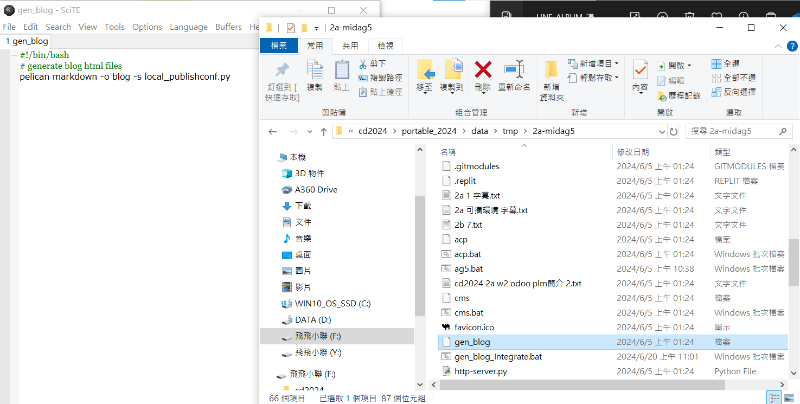 gen_blog - SciTE
File Edit Search View Tools Options Language Buffers He
1 gen_blog
#!/bin/bash
# generate blog html files
pelican markdown -o blog -s local_publishconf.py
2a-midag5
檔案 常用 共用 檢視
釘選到 [快速存取]
複製
貼上
剪下
複製路徑
貼上捷徑
剪貼簿
移至
複製到
刪除
重新命名
組合管理
新增資料夾
新增項目
輕鬆存取
新增
內容
開啟
編輯
歷程記錄
開啟
全選
全部不選
反向選擇
選取
« cd2024 › portable_2024 › data › tmp › 2a-midag5
搜尋 2a-midag5
本機
3D 物件
A360 Drive
下載
文件
音樂
桌面
圖片
影片
WIN10_OS_SSD (C:)
DATA (D:)
飛飛小聯 (F:)
飛飛小聯 (Y:)
飛飛小聯 (F:)
cd2024
名稱 修改日期 類型
.gitmodules 2024/6/5 上午 01:24 GITMODULES 檔案
.replit 2024/6/5 上午 01:24 REPLIT 檔案
2a 1 字幕.txt 2024/6/5 上午 01:24 文字文件
2a 可攜環境 字幕.txt 2024/6/5 上午 01:24 文字文件
2b 7.txt 2024/6/5 上午 01:24 文字文件
acp 2024/6/5 上午 01:24 檔案
acp.bat 2024/6/5 上午 01:24 Windows 批次檔案
ag5.bat 2024/6/5 上午 10:38 Windows 批次檔案
cd2024 2a w2 odoo plm簡介 2.txt 2024/6/5 上午 01:24 文字文件
cms 2024/6/5 上午 01:24 檔案
cms.bat 2024/6/5 上午 01:24 Windows 批次檔案
favicon.ico 2024/6/5 上午 01:24 圖示
gen_blog 2024/6/5 上午 01:24 檔案
gen_blog_Integrate.bat 2024/6/20 上午 11:01 Windows 批次檔案
http-server.py 2024/6/5 上午 01:24 Python File
66 個項目 已選取 1 個項目 87 個位元組